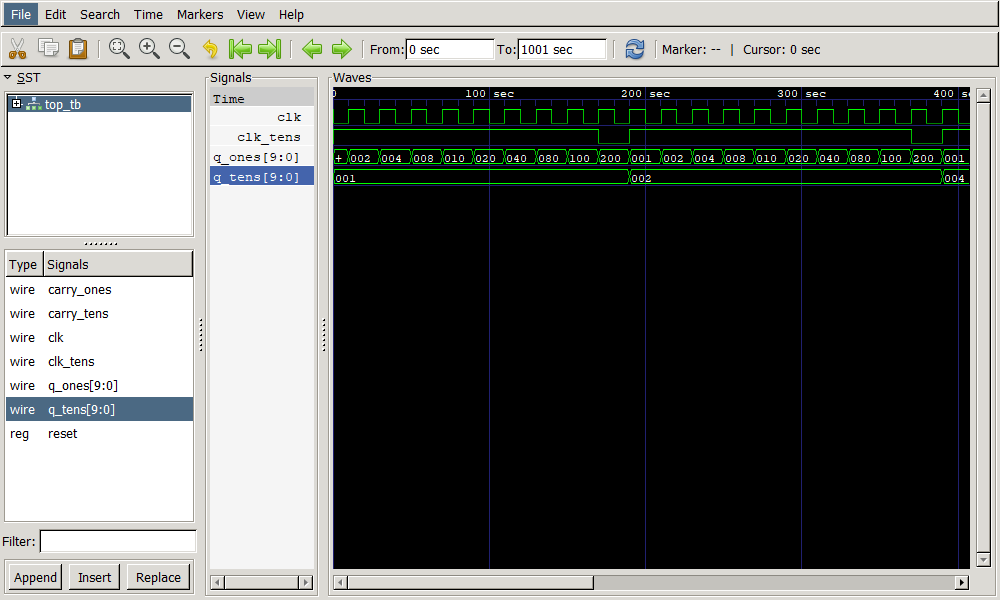 File Edit Search Time Markers View Help
From: 0 sec To: 1001 sec Marker: -- | Cursor: 0 sec
SST
top_tb
Type Signals
wire carry_ones
wire carry_tens
wire clk
wire clk_tens
wire q_ones[9:0]
wire q_tens[9:0]
reg reset
Filter:
Append Insert Replace
Signals
Time
clk
clk_tens
q_ones[9:0]
q_tens[9:0]
Waves
100 sec 200 sec 300 sec 400 s
+ 002 004 008 010 020 040 080 100 200 001 002 004 008 010 020 040 080 100 200 001
001 002 004